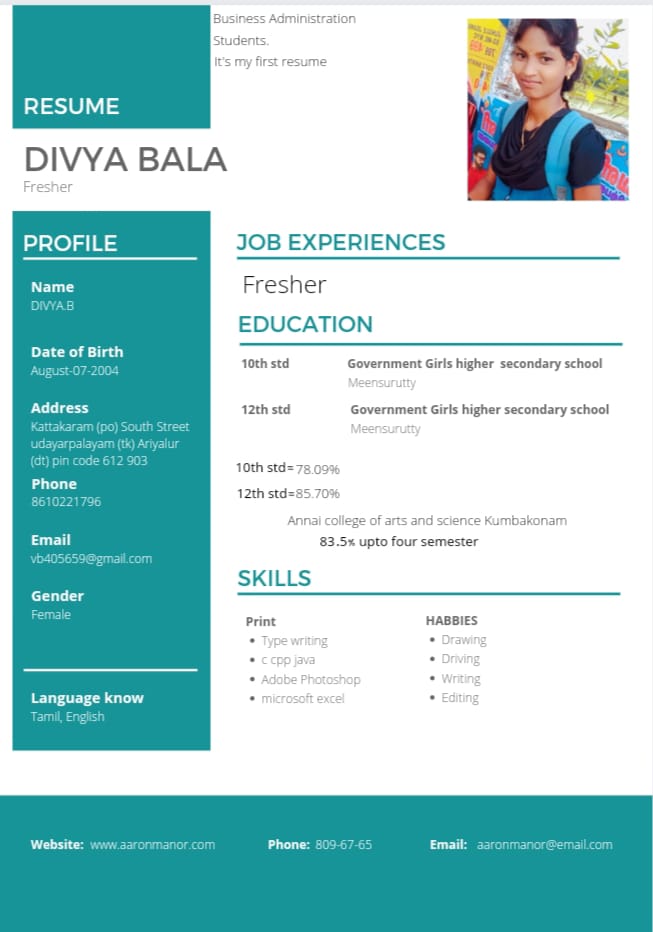 Business Administration
Students.
It's my first resume
RESUME
DIVYA BALA
Fresher
PROFILE
Name
DIVYA.B
Date of Birth
August-07-2004
Address
Kattakaram (po) South Street
udayarpalayam (tk) Ariyalur
(dt) pin code 612 903
Phone
8610221796
Email
vb405659@gmail.com
Gender
Female
Language know
Tamil, English
JOB EXPERIENCES
Fresher
EDUCATION
10th std Government Girls higher secondary school
Meensurutty
12th std Government Girls higher secondary school
Meensurutty
10th std= 78.09%
12th std=85.70%
Annai college of arts and science Kumbakonam
83.5% upto four semester
SKILLS
Print
• Type writing
• c cpp java
• Adobe Photoshop
• microsoft excel
HABBIES
• Drawing
• Driving
• Writing
• Editing
Website: www.aaronmanor.com Phone: 809-67-65 Email: aaronmanor@email.com